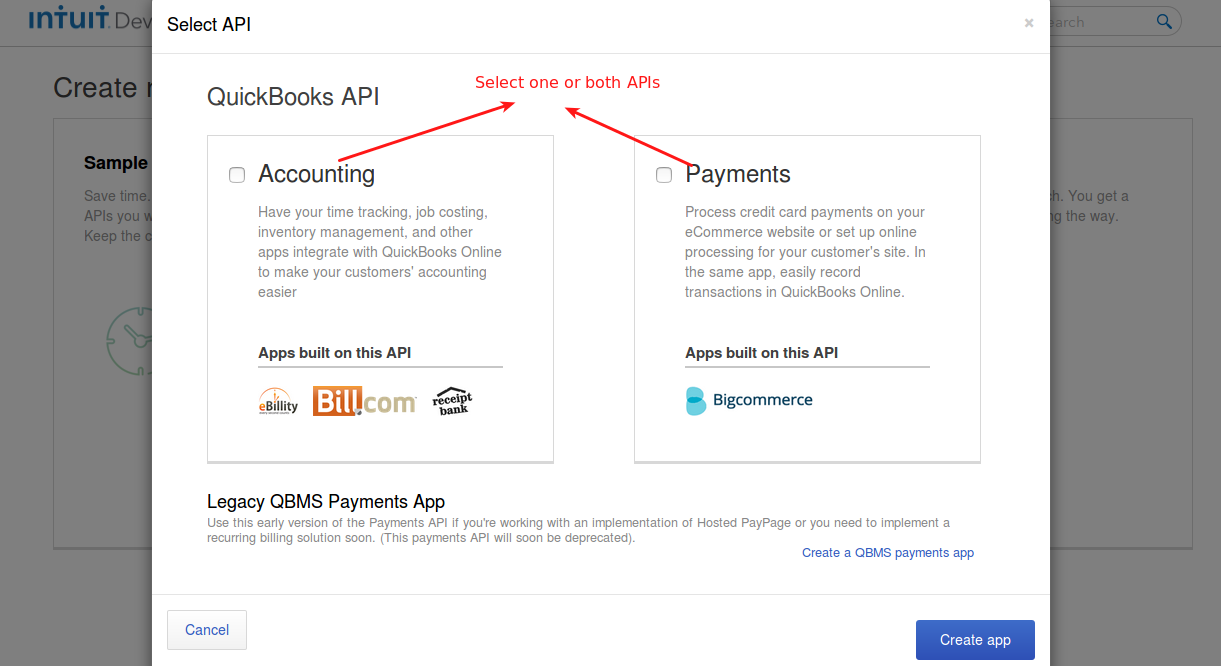 INTUIT Dev
Select API
×
earch
Create
Select one or both APIs
QuickBooks API
Sample
Save time.
APIs you w
Keep the c
ch. You get a
ng the way.
Accounting
Have your time tracking, job costing,
inventory management, and other
apps integrate with QuickBooks Online
to make your customers' accounting
easier
Apps built on this API
eBillity
Bill.com
receipt
bank
Payments
Process credit card payments on your
eCommerce website or set up online
processing for your customer's site. In
the same app, easily record
transactions in QuickBooks Online.
Apps built on this API
Bigcommerce
Legacy QBMS Payments App
Use this early version of the Payments API if you're working with an implementation of Hosted PayPage or you need to implement a
recurring billing solution soon. (This payments API will soon be deprecated).
Create a QBMS payments app
Cancel
Create app